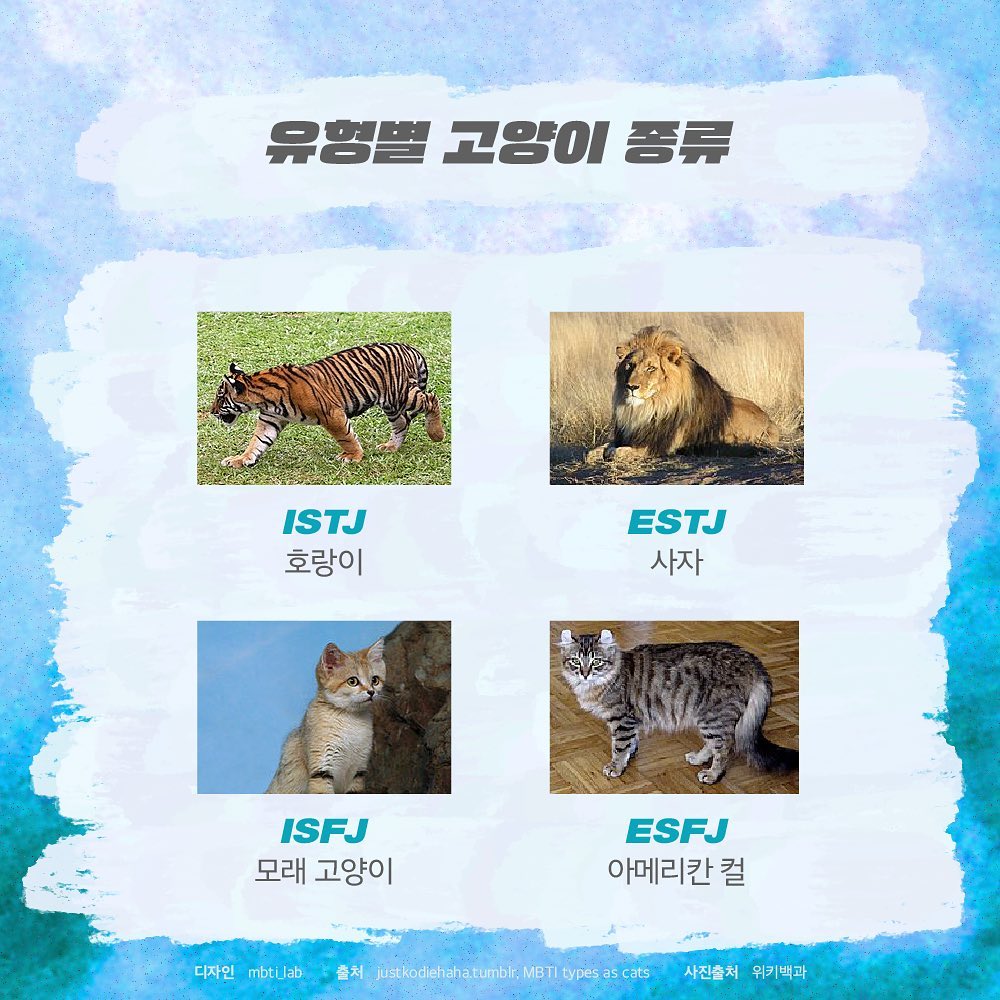 유형별 고양이 종류
ISTJ
호랑이
ESTJ
사자
ISFJ
모래 고양이
ESFJ
아메리칸 컬
디자인 mbti_lab 출처 justkodiehaha.tumblr, MBTI types as cats 사진출처 위키백과